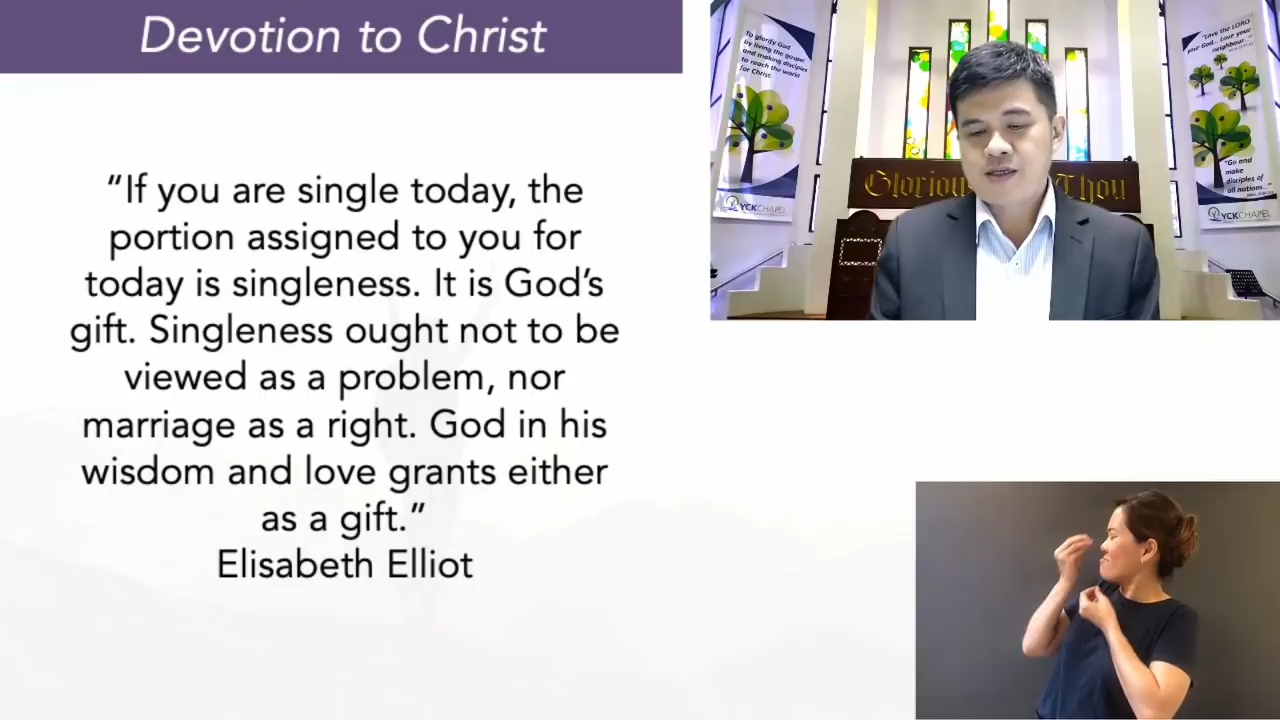 Devotion to Christ
“If you are single today, the
portion assigned to you for
today is singleness. It is God’s
gift. Singleness ought not to be
viewed as a problem, nor
marriage as a right. God in his
wisdom and love grants either
as a gift.”
Elisabeth Elliot
To glorify God
by living the gospel
and making disciples
to reach the world
for Christ.
YCKCHAPEL
Thou
"Love the LORD
your God... Love your
neighbour..."
"Go and
make
disciples of
all nations..."
YCKCHAPEL